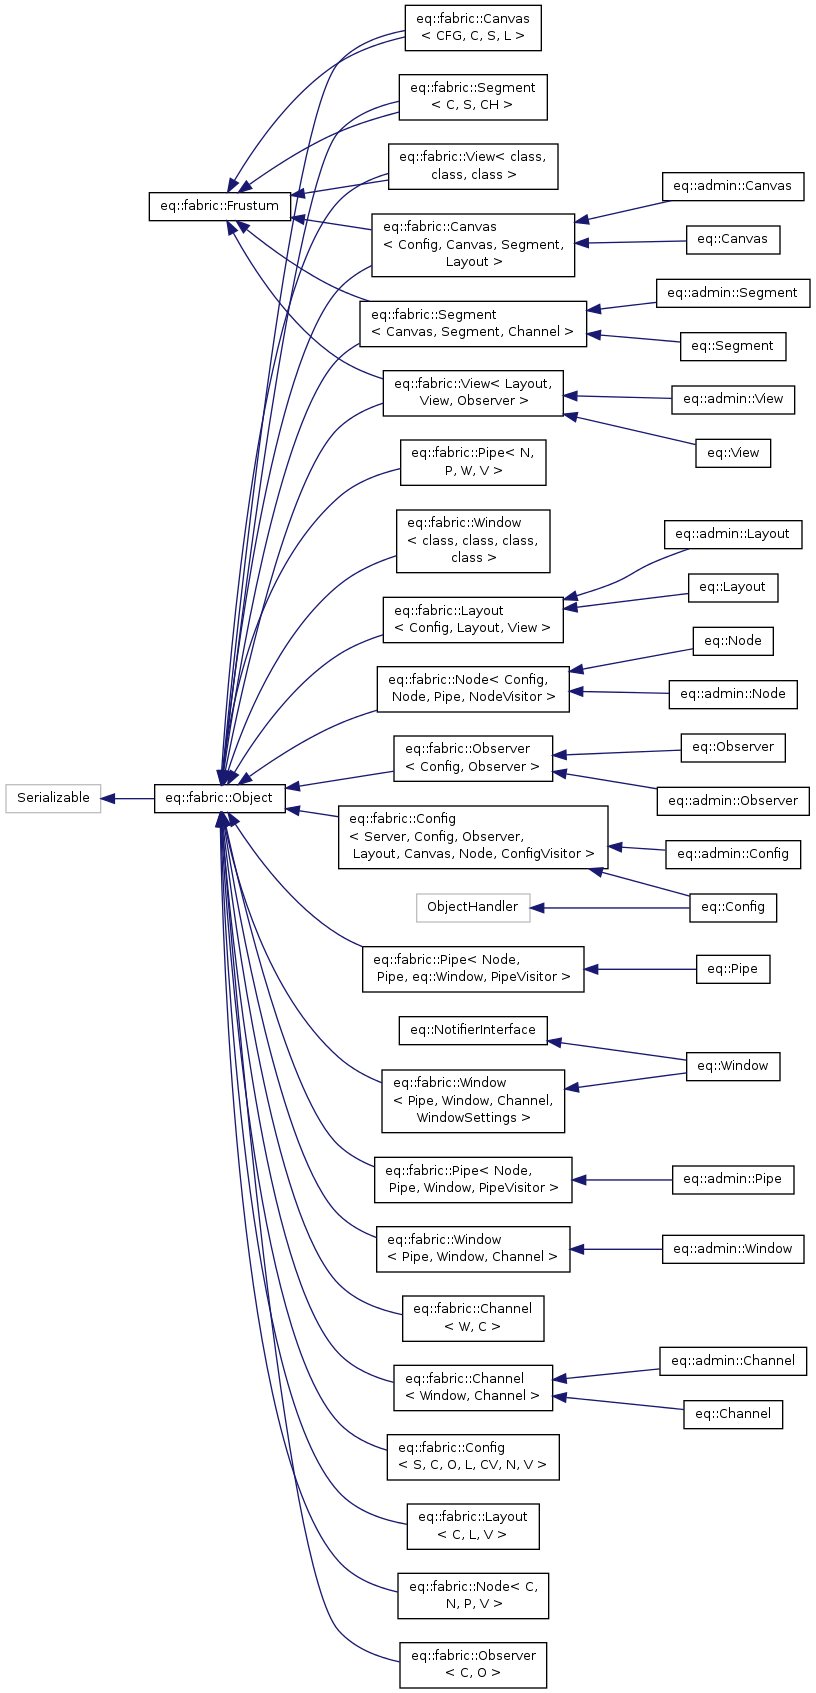 eq::fabric::Canvas
< CFG, C, S, L >
eq::fabric::Segment
< C, S, CH >
eq::fabric::View< class,
class, class >
eq::fabric::Frustum
eq::fabric::Canvas
< Config, Canvas, Segment,
Layout >
eq::admin::Canvas
eq::Canvas
eq::fabric::Segment
< Canvas, Segment, Channel >
eq::admin::Segment
eq::Segment
eq::fabric::View< Layout,
View, Observer >
eq::admin::View
eq::View
eq::fabric::Pipe< N,
P, W, V >
eq::fabric::Window
< class, class, class,
class >
eq::fabric::Layout
< Config, Layout, View >
eq::admin::Layout
eq::Layout
eq::fabric::Node< Config,
Node, Pipe, NodeVisitor >
eq::Node
eq::admin::Node
eq::fabric::Observer
< Config, Observer >
eq::Observer
eq::admin::Observer
Serializable
eq::fabric::Object
eq::fabric::Config
< Server, Config, Observer,
Layout, Canvas, Node, ConfigVisitor >
eq::admin::Config
ObjectHandler
eq::Config
eq::fabric::Pipe< Node,
Pipe, eq::Window, PipeVisitor >
eq::Pipe
eq::NotifierInterface
eq::Window
eq::fabric::Window
< Pipe, Window, Channel,
WindowSettings >
eq::fabric::Pipe< Node,
Pipe, Window, PipeVisitor >
eq::admin::Pipe
eq::fabric::Window
< Pipe, Window, Channel >
eq::admin::Window
eq::fabric::Channel
< W, C >
eq::fabric::Channel
< Window, Channel >
eq::admin::Channel
eq::Channel
eq::fabric::Config
< S, C, O, L, CV, N, V >
eq::fabric::Layout
< C, L, V >
eq::fabric::Node< C,
N, P, V >
eq::fabric::Observer
< C, O >